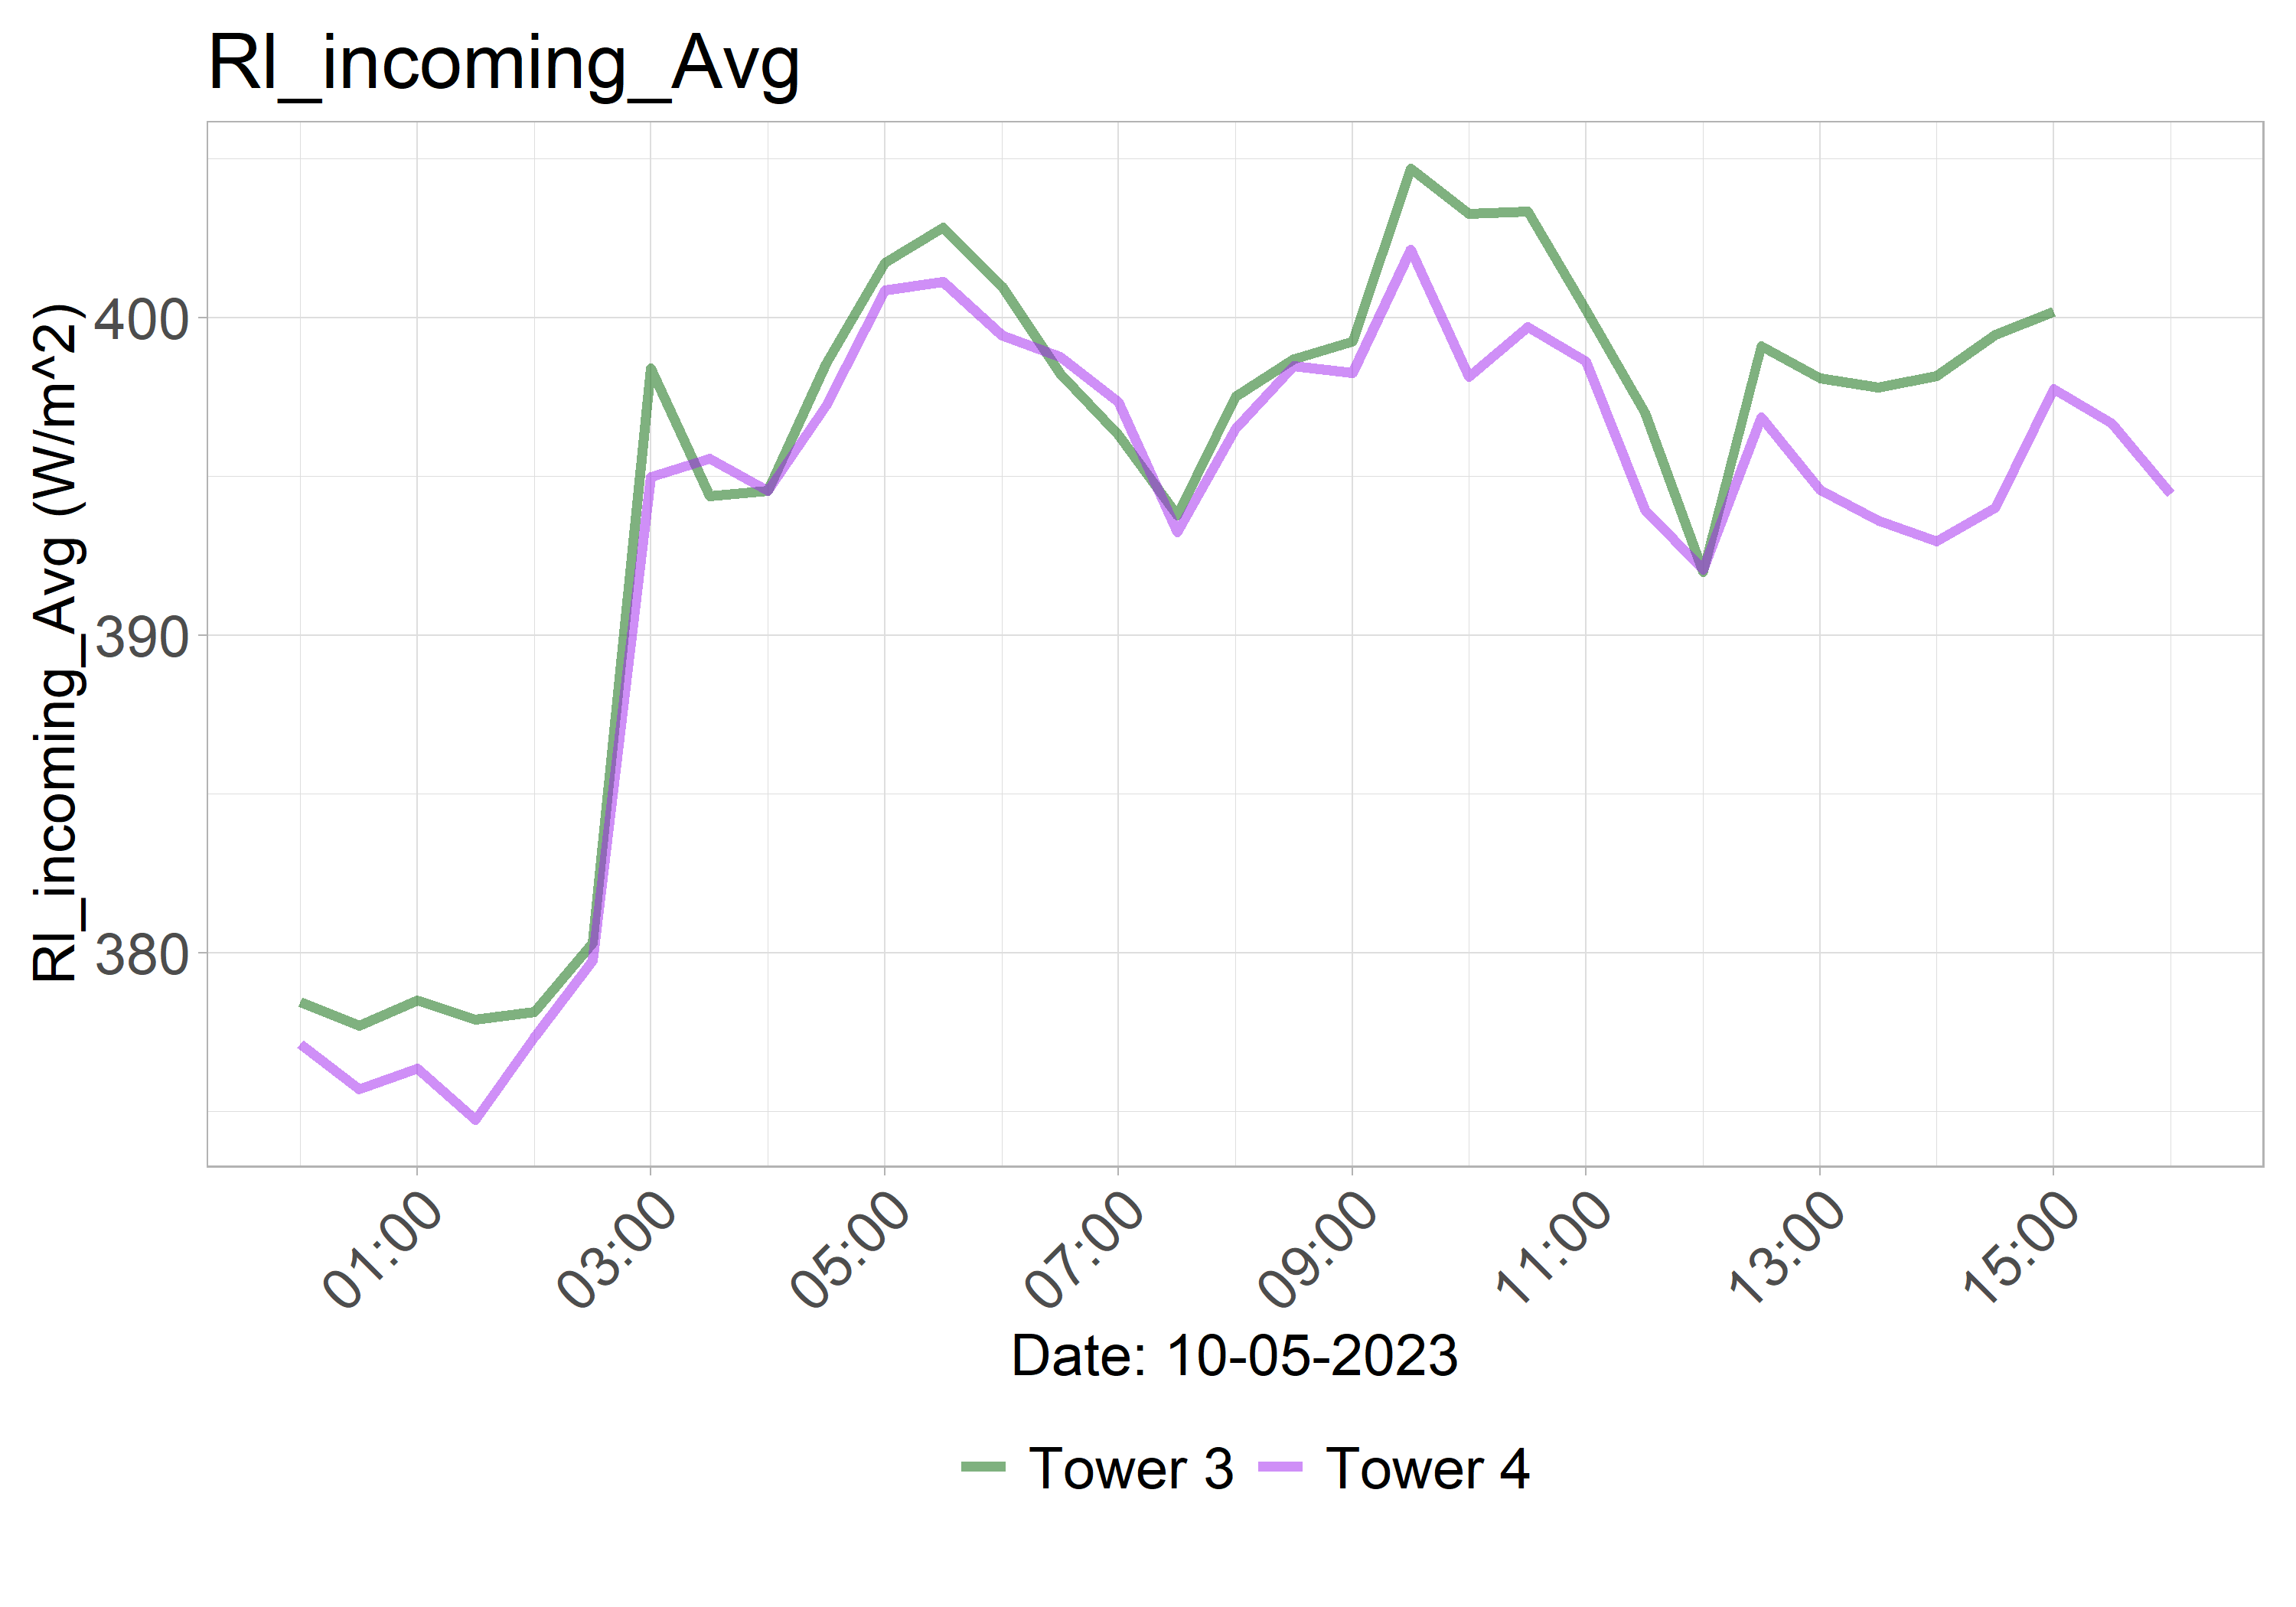 Rl_incoming_Avg
Rl_incoming_Avg (W/m^2)
400
390
380
01:00
03:00
05:00
07:00
09:00
11:00
13:00
15:00
Date: 10-05-2023
Tower 3
Tower 4